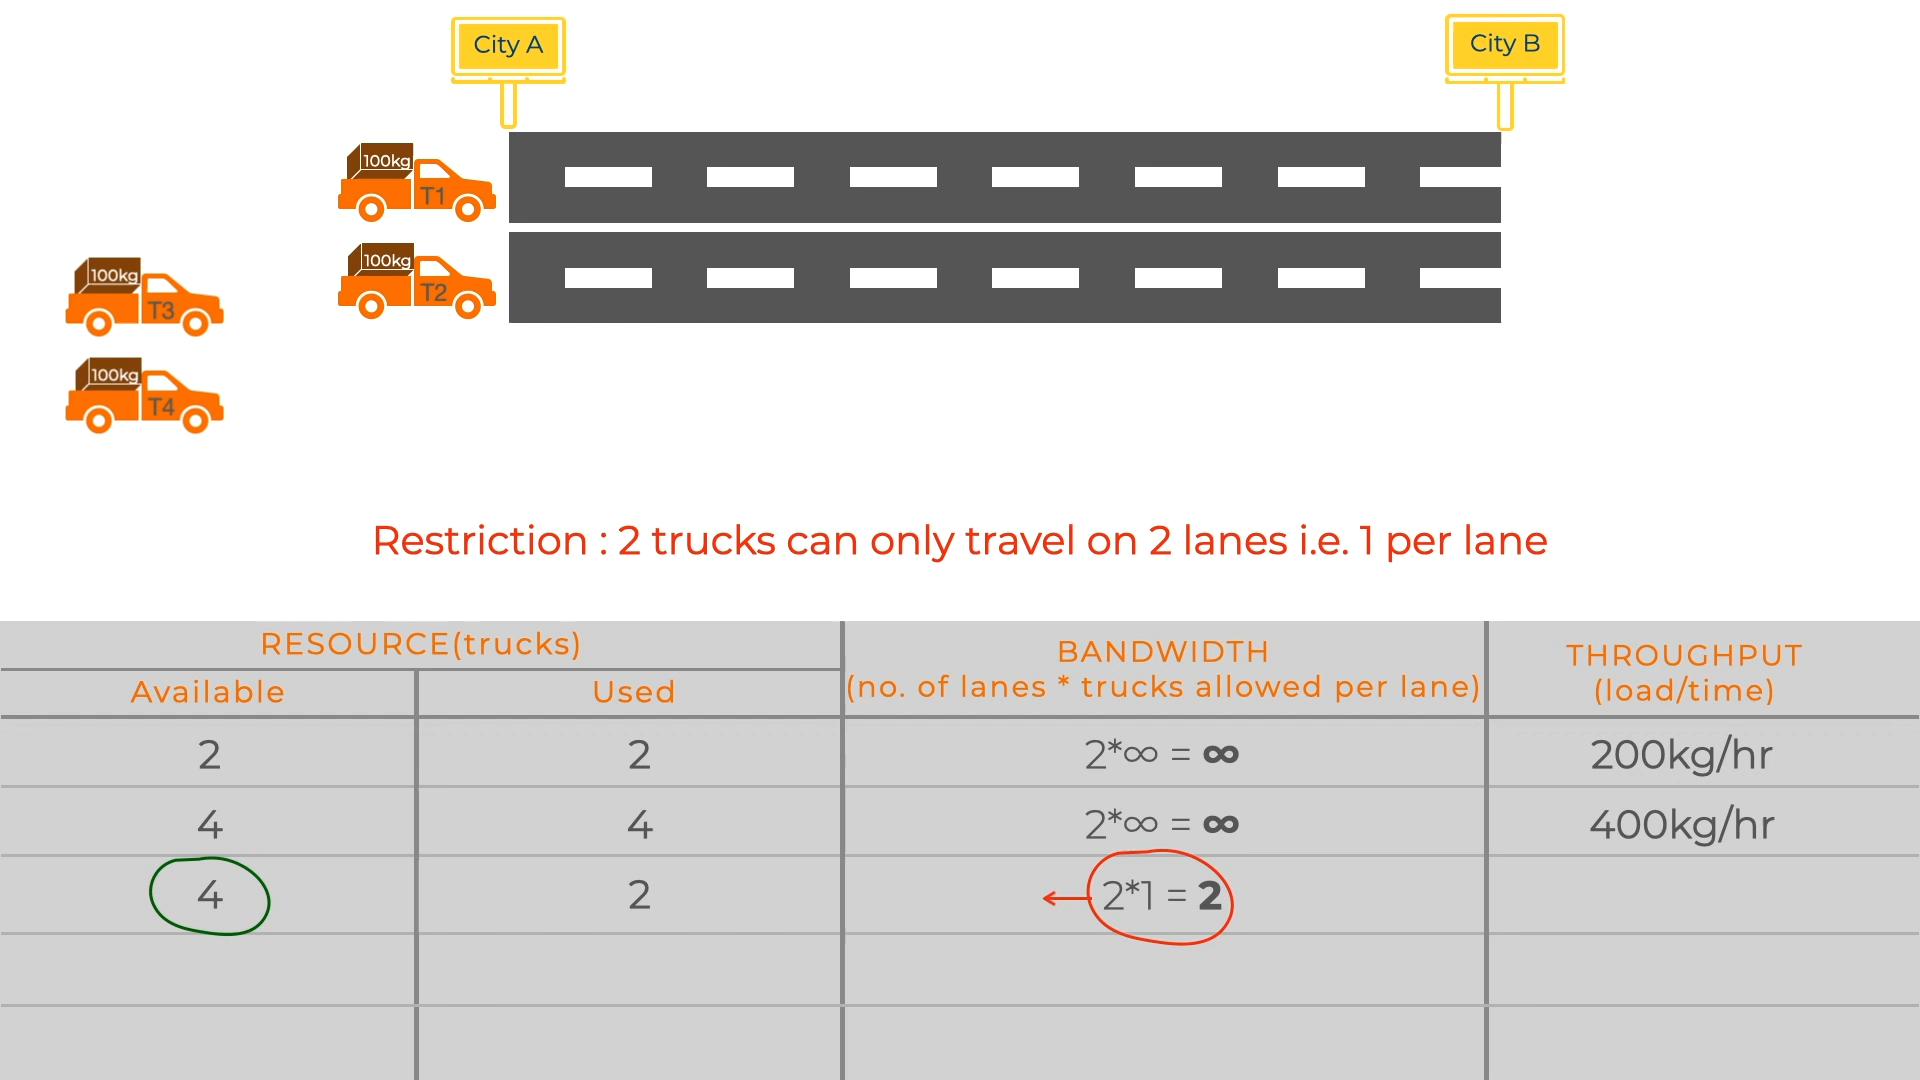 City A
City B
100kg
T1
100kg
T2
100kg
T3
100kg
T4
Restriction : 2 trucks can only travel on 2 lanes i.e. 1 per lane
RESOURCE(trucks)
BANDWIDTH
(no. of lanes * trucks allowed per lane)
THROUGHPUT
(load/time)
Available
Used
2
2
2*∞ = ∞
200kg/hr
4
4
2*∞ = ∞
400kg/hr
4
2
2*1 = 2